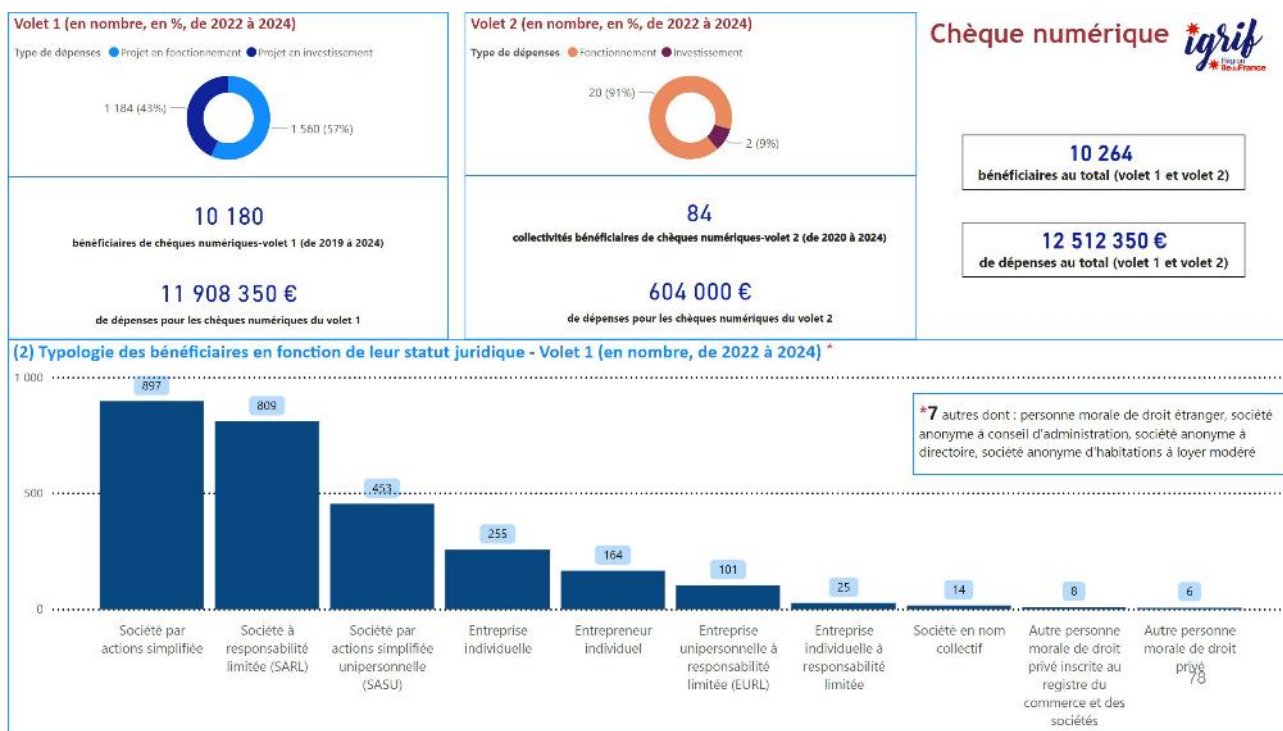 Volet 1 (en nombre, en %, de 2022 à 2024)
Type de dépenses Projet en fonctionnement Projet en investissement
1 184 (43%)
1 560 (57%)
10 180
bénéficiaires de chèques numériques-volet 1 (de 2019 à 2024)
11 908 350 €
de dépenses pour les chèques numériques du volet 1
Volet 2 (en nombre, en %, de 2022 à 2024)
Type de dépenses Fonctionnement Investissement
20 (91%)
2 (9%)
84
collectivités bénéficiaires de chèques numériques-volet 2 (de 2020 à 2024)
604 000 €
de dépenses pour les chèques numériques du volet 2
Chèque numérique
igrif
Région
îledeFrance
10 264
bénéficiaires au total (volet 1 et volet 2)
12 512 350 €
de dépenses au total (volet 1 et volet 2)
(2) Typologie des bénéficiaires en fonction de leur statut juridique - Volet 1 (en nombre, de 2022 à 2024) *
1 000
500
0
897
809
453
255
164
101
25
14
8
6
*7 autres dont : personne morale de droit étranger, société
anonyme à conseil d'administration, société anonyme à
directoire, société anonyme d'habitations à loyer modéré
Société par
actions simplifiée
Société à
responsabilité
limitée (SARL)
Société par
actions simplifiée
unipersonnelle
(SASU)
Entreprise
individuelle
Entrepreneur
individuel
Entreprise
unipersonnelle à
responsabilité
limitée (EURL)
Entreprise
individuelle à
responsabilité
limitée
Société en nom
collectif
Autre personne
morale de droit
privé inscrite au
registre du
commerce et des
sociétés
Autre personne
morale de droit
privé
78